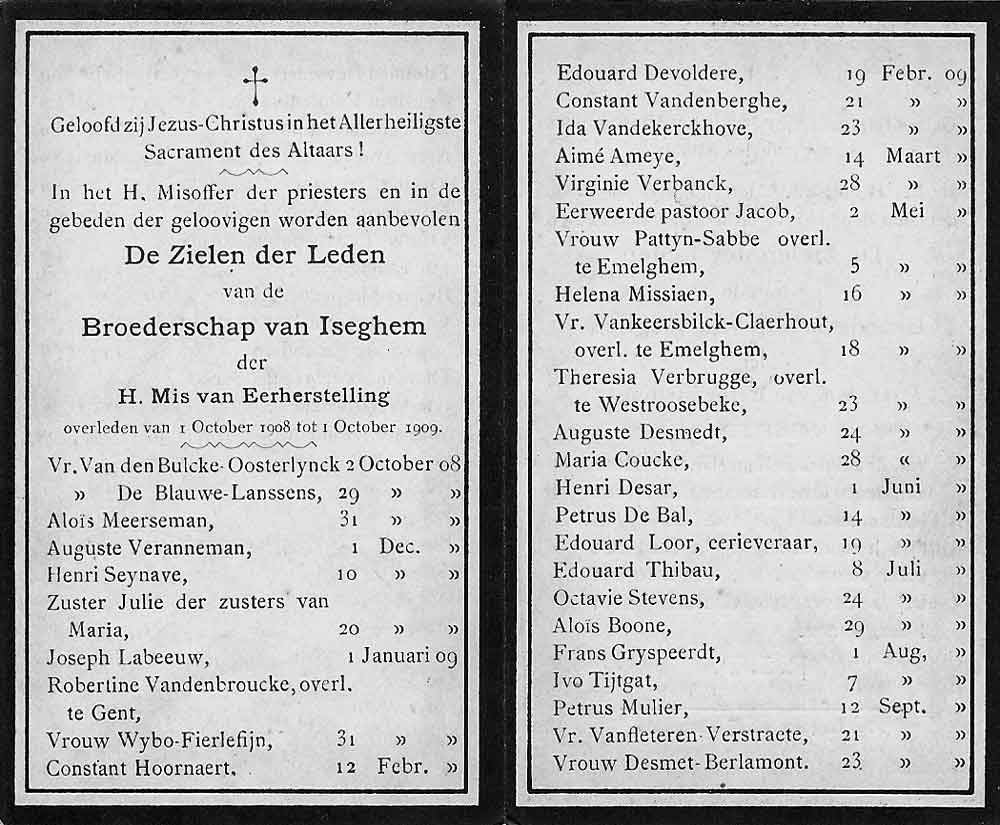 Geloofd zij Jezus-Christus in het Allerheiligste
Sacrament des Altaars !
In het H. Misoffer der priesters en in de
gebeden der geloovigen worden aanbevolen
De Zielen der Leden
van de
Broederschap van Iseghem
der
H. Mis van Eerherstelling
overleden van 1 October 1908 tot 1 October 1909.
Vr. Van den Bulcke-Oosterlynck 2 October 08
» De Blauwe-Lanssens, 29 » »
Aloïs Meerseman, 31 » »
Auguste Veranneman, 1 Dec. »
Henri Seynave, 10 » »
Zuster Julie der zusters van
Maria, 20 » »
Joseph Labeeuw, 1 Januari 09
Robertine Vandenbroucke, overl.
te Gent,
Vrouw Wybo-Fierlefijn, 31 » »
Constant Hoornaert. 12 Febr. »
Edouard Devoldere, 19 Febr. 09
Constant Vandenberghe, 21 » »
Ida Vandekerckhove, 23 » »
Aimé Ameye, 14 Maart »
Virginie Verbanck, 28 » »
Eerweerde pastoor Jacob, 2 Mei »
Vrouw Pattyn-Sabbe overl.
te Emelghem, 5 » »
Helena Missiaen, 16 » »
Vr. Vankeersbilck-Claerhout,
overl. te Emelghem, 18 » »
Theresia Verbrugge, overl.
te Westroosebeke, 23 » »
Auguste Desmedt, 24 » »
Maria Coucke, 28 « »
Henri Desar, 1 Juni »
Petrus De Bal, 14 » »
Edouard Loor, cerieveraar, 19 » »
Edouard Thibau, 8 Juli »
Octavie Stevens, 24 » »
Aloïs Boone, 29 » »
Frans Gryspeerdt, 1 Aug, »
Ivo Tijtgat, 7 » »
Petrus Mulier, 12 Sept. »
Vr. Vanfleteren-Verstracte, 21 » »
Vrouw Desmet-Berlamont. 23 » »